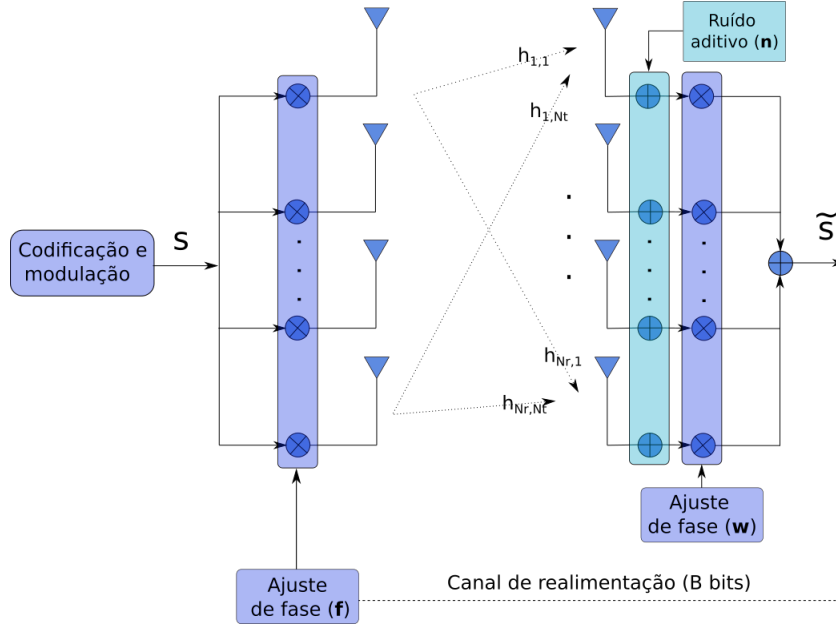 Ruído
aditivo (n)
h1,1
h1,Nt
Codificação e
modulação
S
s̃
hNr,1
hNr,Nt
Ajuste
de fase (w)
Ajuste
de fase (f)
Canal de realimentação (B bits)